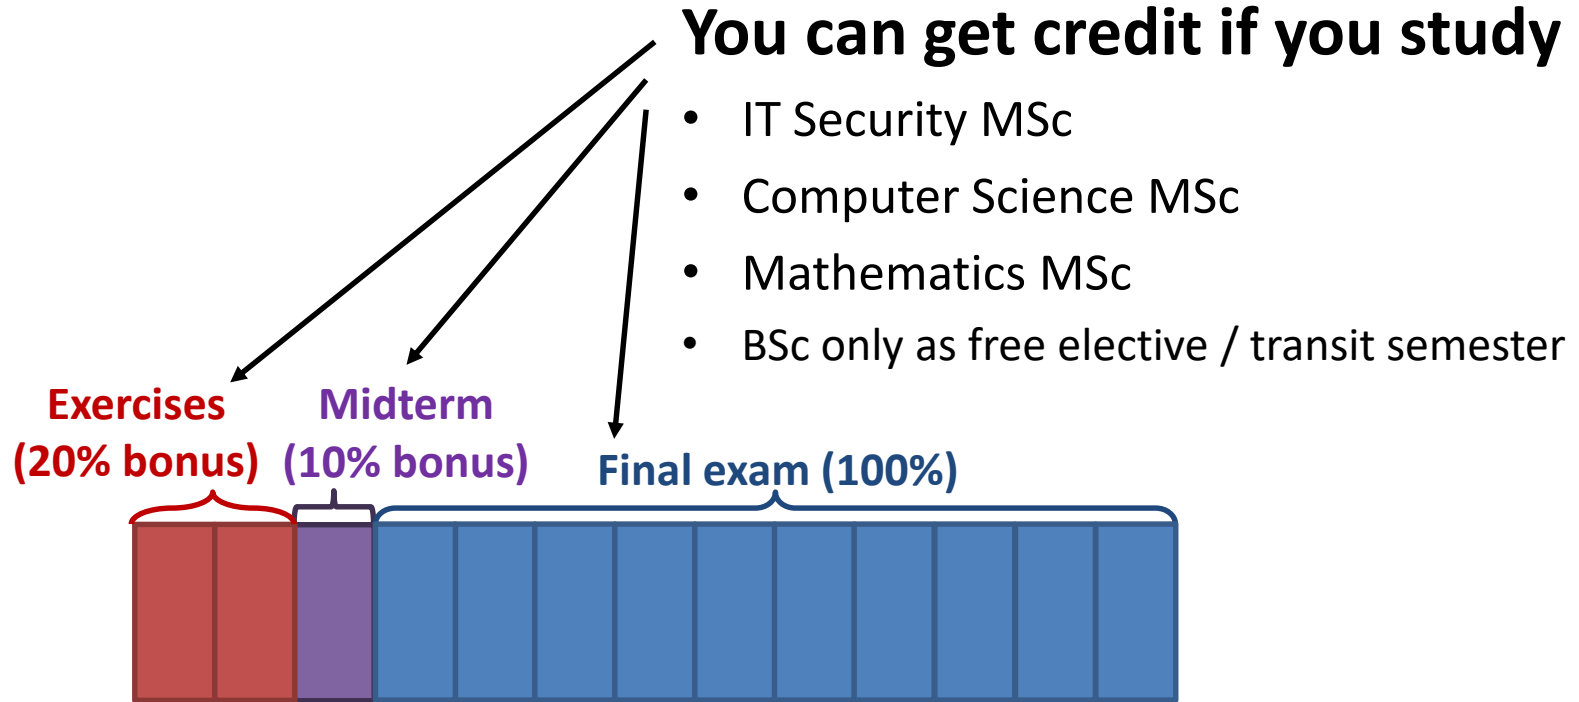 You can get credit if you study
• IT Security MSc
• Computer Science MSc
• Mathematics MSc
• BSc only as free elective / transit semester
Exercises
(20% bonus)
Midterm
(10% bonus)
Final exam (100%)